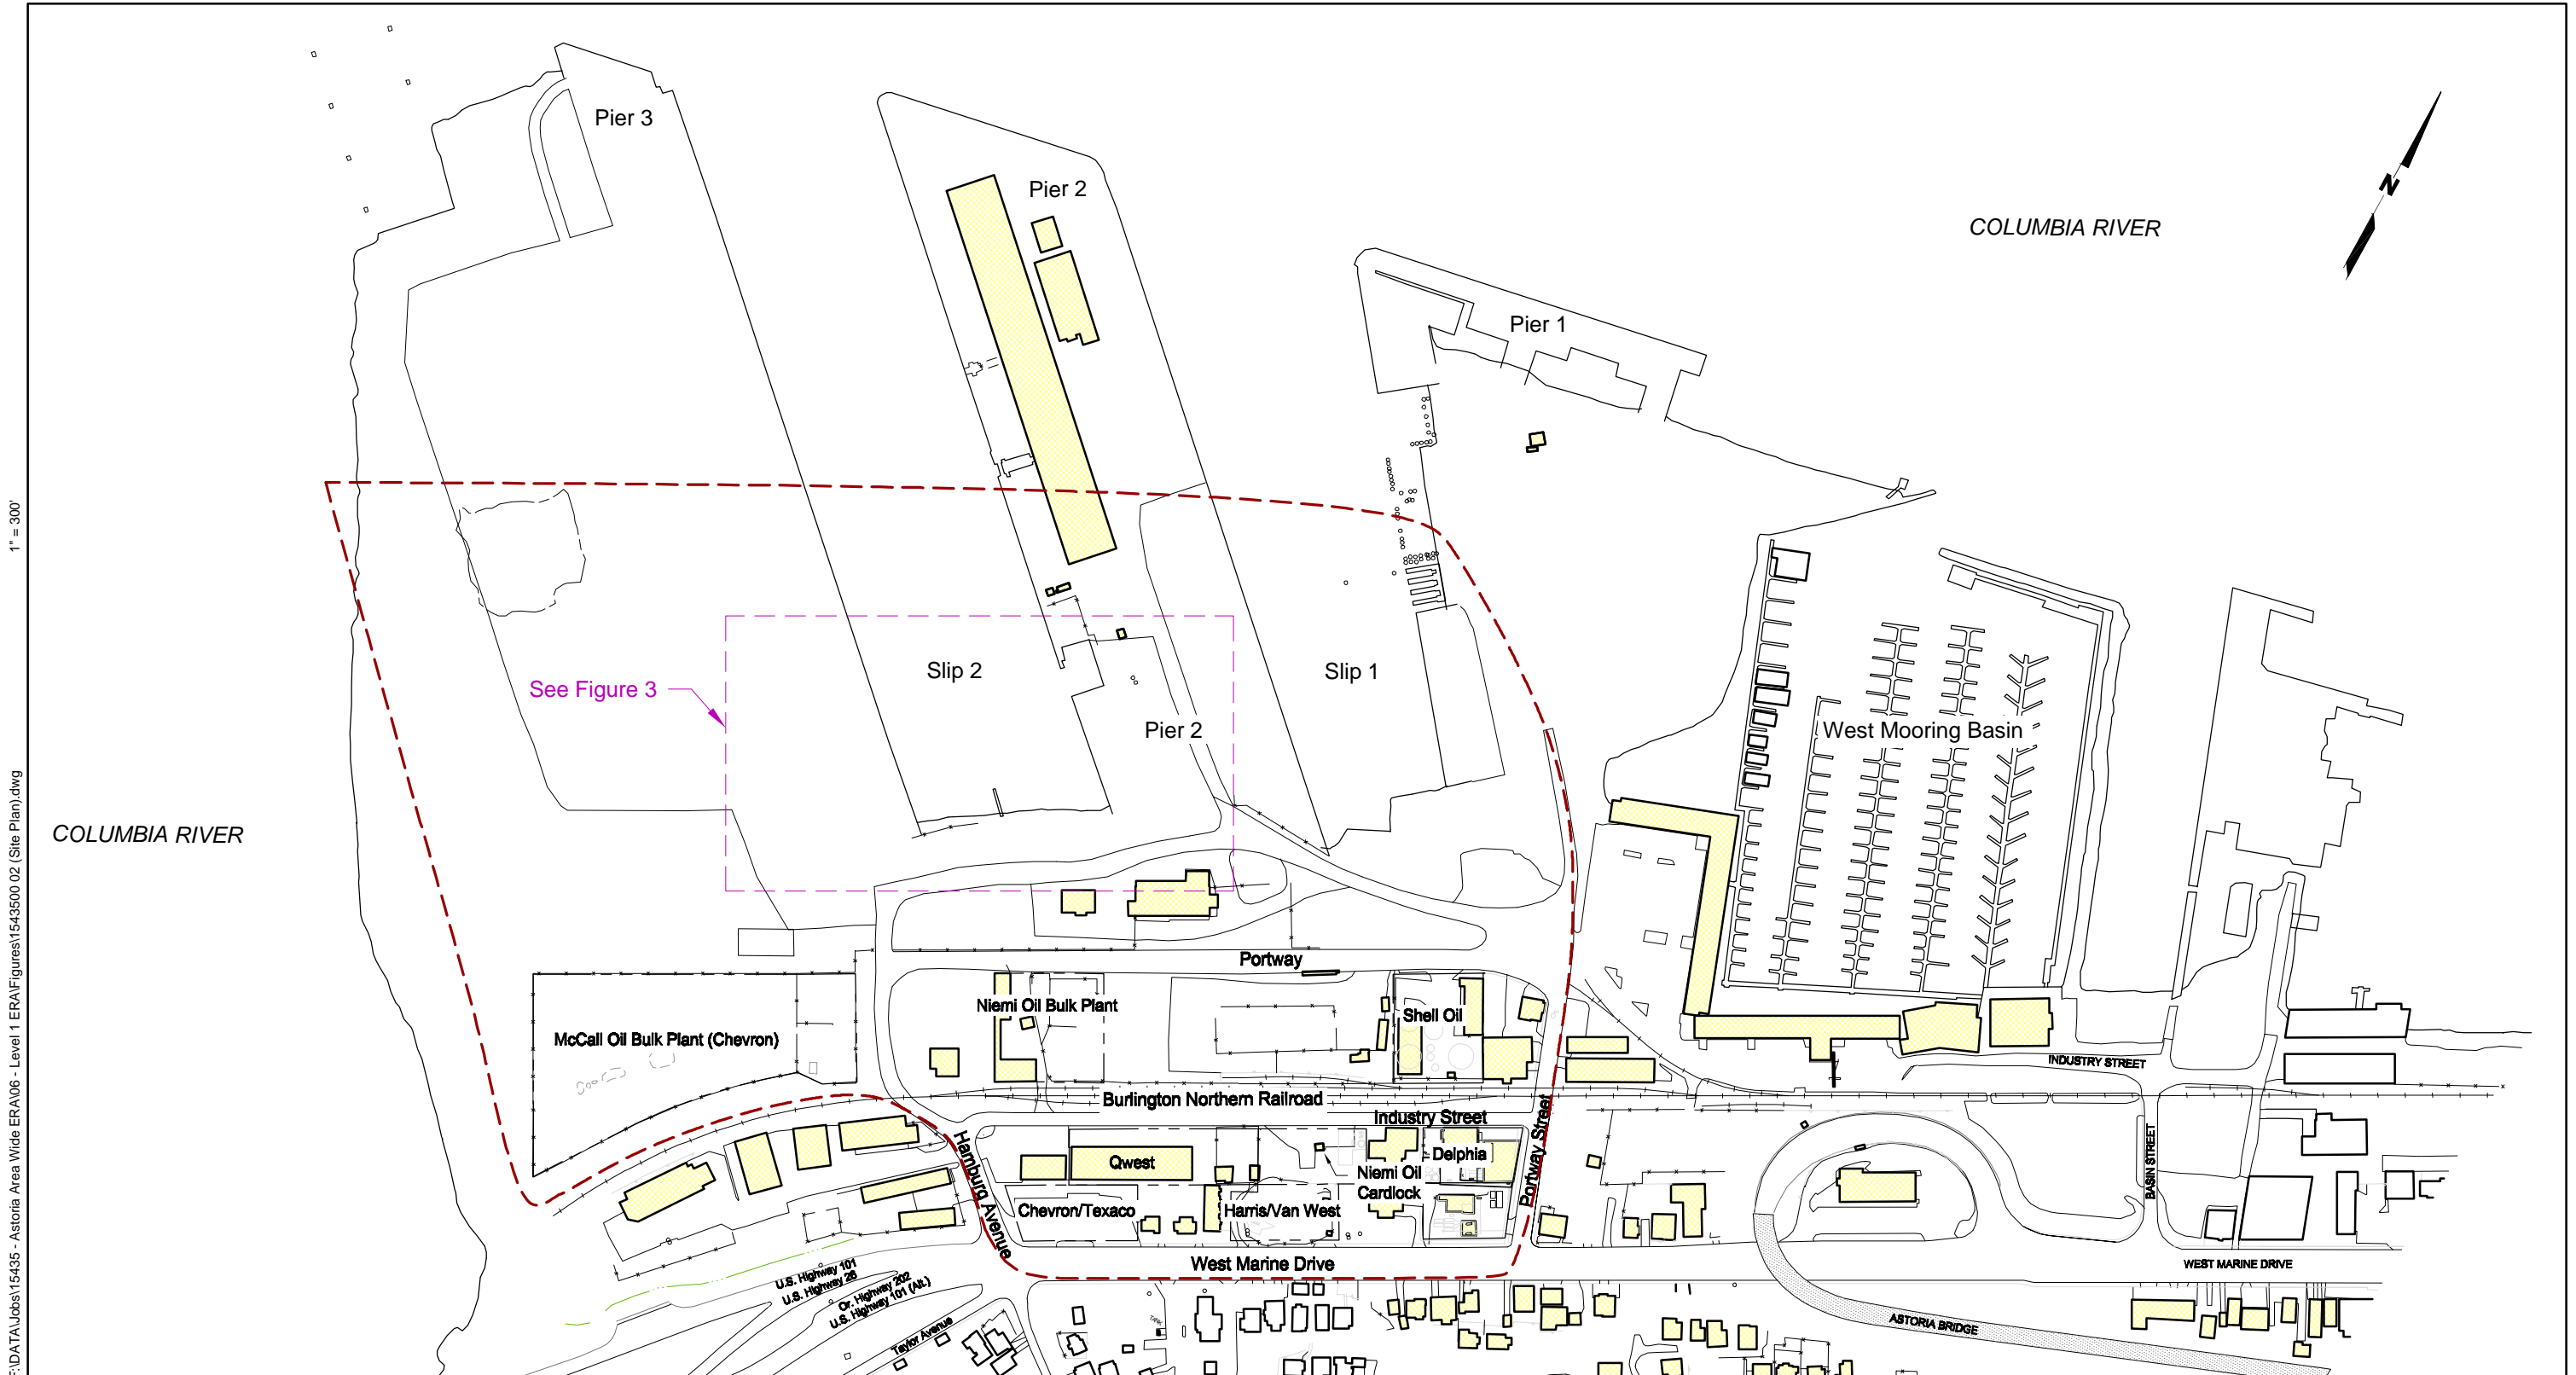 Pier 3
Pier 2
COLUMBIA RIVER
N
Pier 1
1" = 300'
See Figure 3
Slip 2
Slip 1
Pier 2
West Mooring Basin
COLUMBIA RIVER
F:\DATA\Jobs\15435 - Astoria Area Wide ERA\06 - Level 1 ERA\Figures\1543500 02 (Site Plan).dwg
Portway
Niemi Oil Bulk Plant
Shell Oil
McCall Oil Bulk Plant (Chevron)
INDUSTRY STREET
Burlington Northern Railroad
Industry Street
Portway Street
Hamburg Avenue
Qwest
Delphia
Niemi Oil
Cardlock
BASIN STREET
Chevron/Texaco
Harris/Van West
West Marine Drive
WEST MARINE DRIVE
U.S. Highway 101
U.S. Highway 26
Or. Highway 202
U.S. Highway 101 (Alt.)
Taylor Avenue
ASTORIA BRIDGE